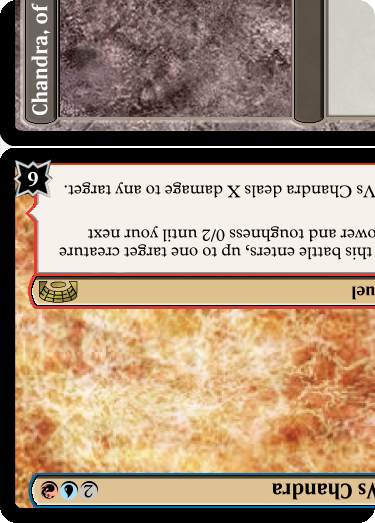 Chandra, of
Vs Chandra 2
uel
this battle enters, up to one target creature
ower and toughness 0/2 until your next
Vs Chandra deals X damage to any target.